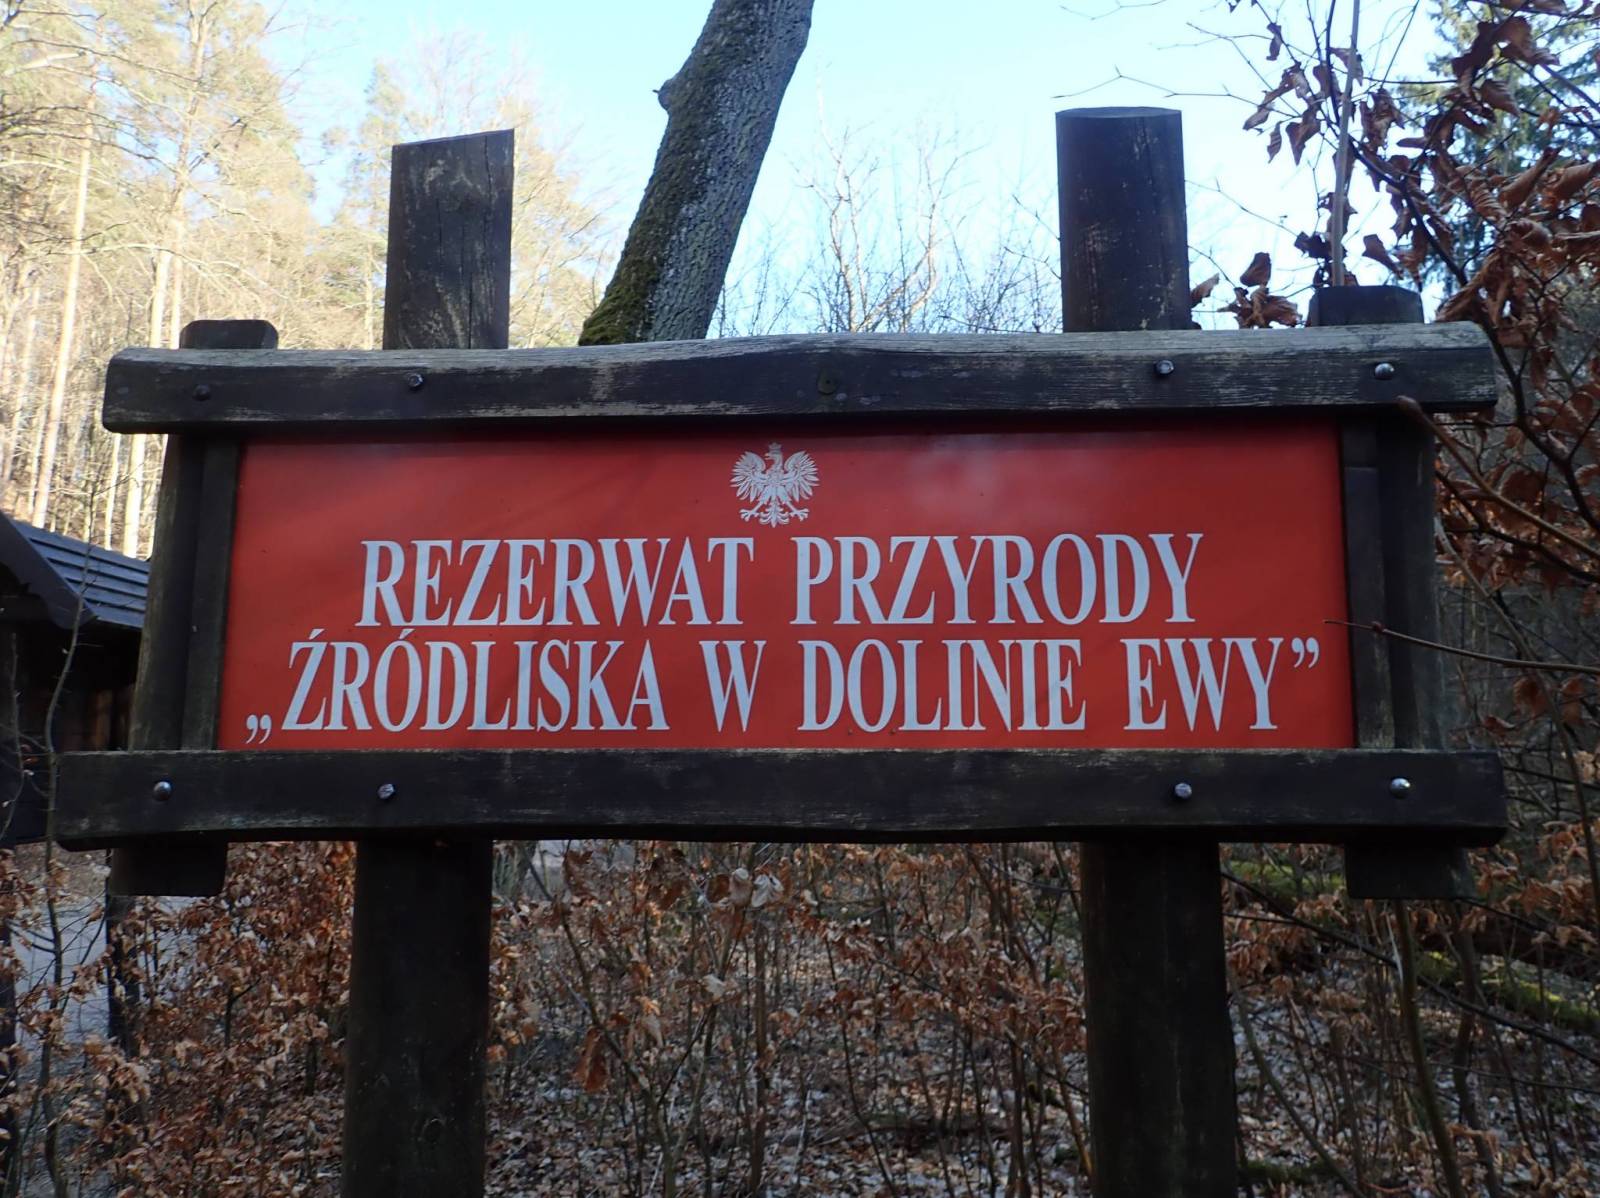 REZERWAT PRZYRODY
„ŹRÓDLISKA W DOLINIE EWY”